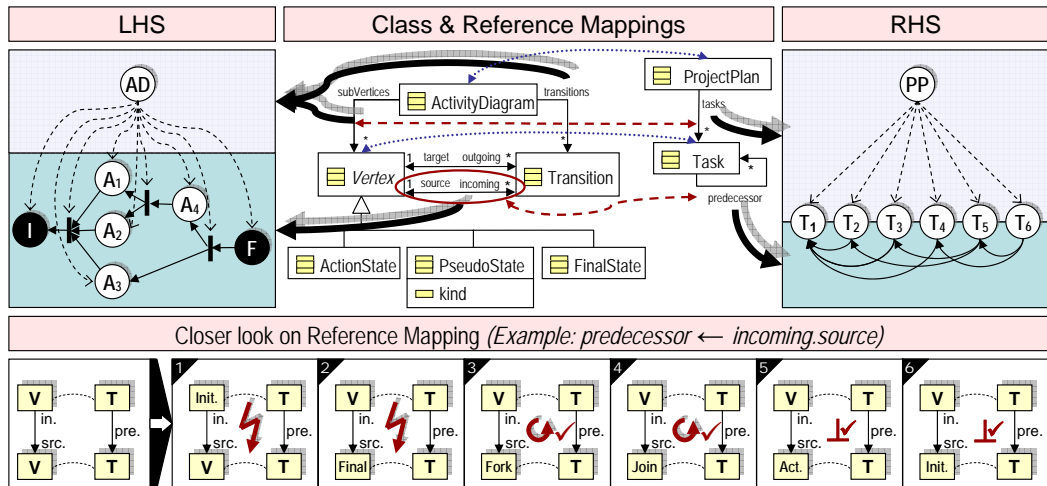 LHS
Class & Reference Mappings
RHS
AD
A1
A2
A3
A4
I
F
subVertices
transitions
ActivityDiagram
ProjectPlan
tasks
*
*
*
Vertex
1 target outgoing *
1 source incoming *
Transition
Task
*
predecessor
ActionState
PseudoState
kind
FinalState
PP
T1
T2
T3
T4
T5
T6
Closer look on Reference Mapping (Example: predecessor ← incoming.source)
V
T
in.
src.
pre.
V
T
1
Init.
T
in.
src.
pre.
V
T
2
V
T
in.
src.
pre.
Final
T
3
V
T
in.
src.
pre.
Fork
T
4
V
T
in.
src.
pre.
Join
T
5
V
T
in.
src.
pre.
Act.
T
6
V
T
in.
src.
pre.
Init.
T